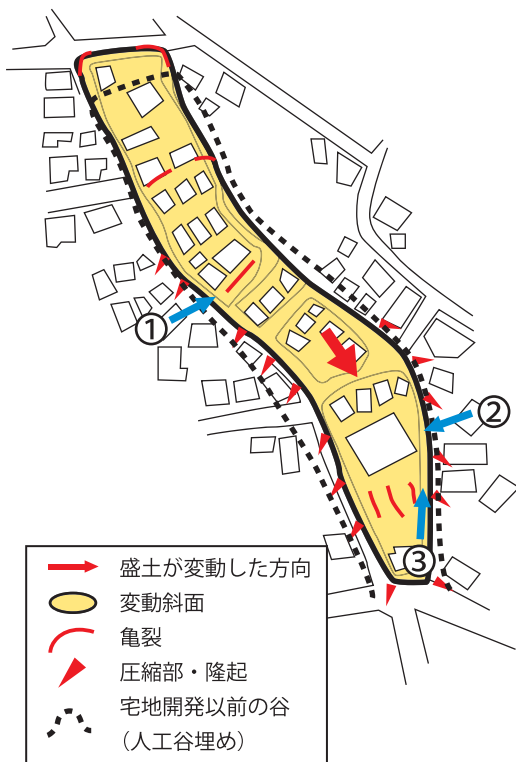 ①
②
③
盛土が変動した方向
変動斜面
亀裂
圧縮部・隆起
宅地開発以前の谷
（人工谷埋め）